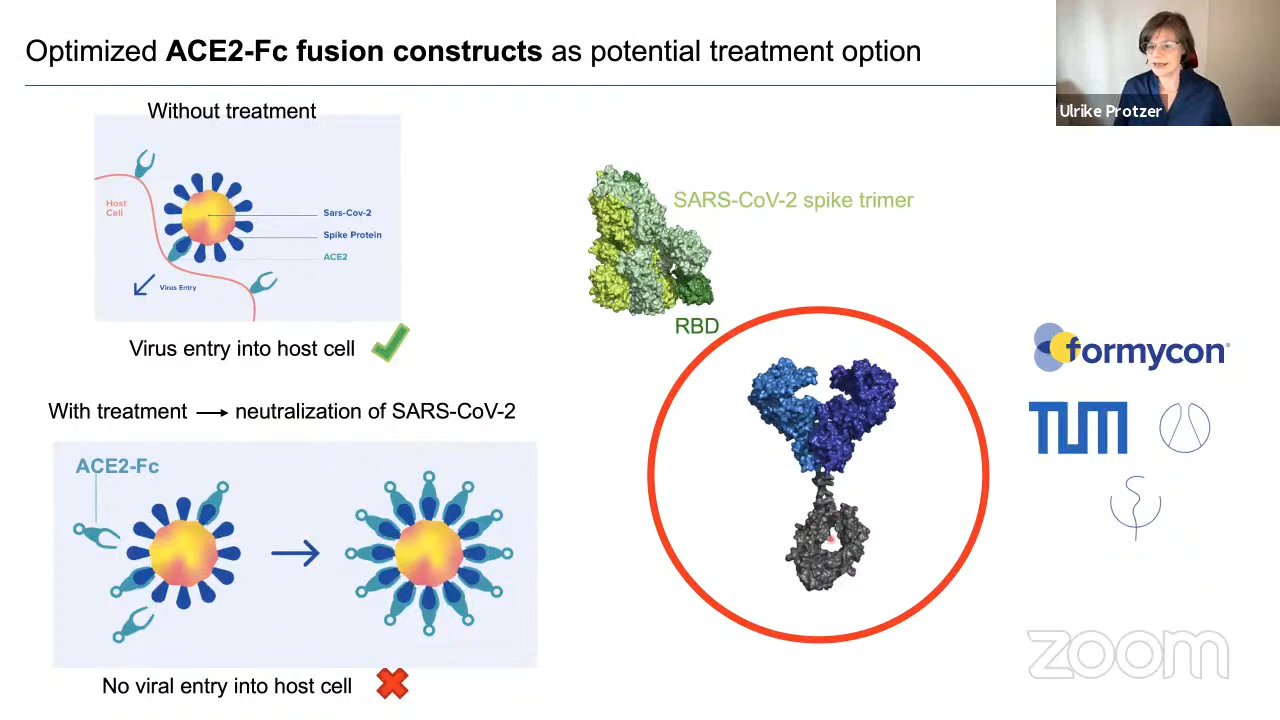 Optimized ACE2-Fc fusion constructs as potential treatment option
Ulrike Protzer
Without treatment
Host
Cell
Sars-Cov-2
Spike Protein
ACE2
Virus Entry
Virus entry into host cell
With treatment → neutralization of SARS-CoV-2
ACE2-Fc
No viral entry into host cell
SARS-CoV-2 spike trimer
RBD
formycon®
TUM
zoom